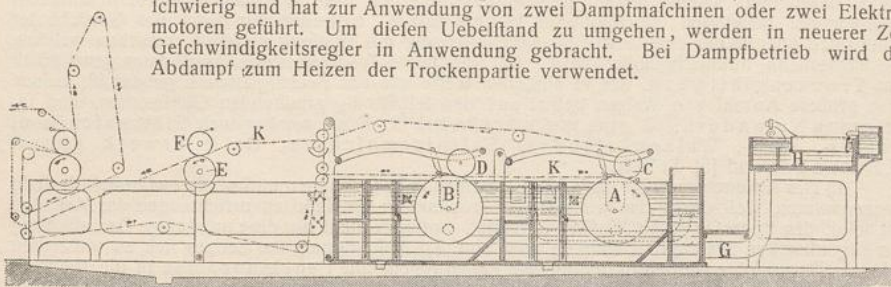 ſchwierig und hat zur Anwendung von zwei Dampfmaſchinen oder zwei Elektr
motoren geführt. Um dieſen Uebelſtand zu umgehen, werden in neuerer Ze
Geſchwindigkeitsregler in Anwendung gebracht. Bei Dampfbetrieb wird d
Abdampf zum Heizen der Trockenpartie verwendet.
F K
E
D K C
B A
H
G